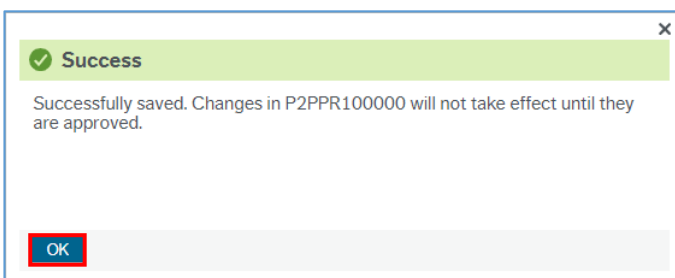 Success
Successfully saved. Changes in P2PPR100000 will not take effect until they
are approved.
OK